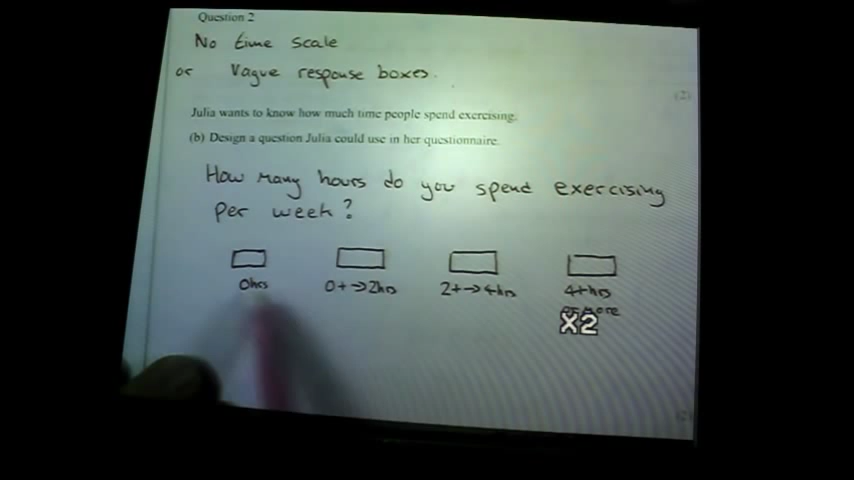 Question 2
No time scale
or Vague response boxes.
(2)
Julia wants to know how much time people spend exercising.
(b) Design a question Julia could use in her questionnaire.
How many hours do you spend exercising
per week?
0hrs 0+→2hrs 2+→4hrs 4+hrs
or more
X2
(2)